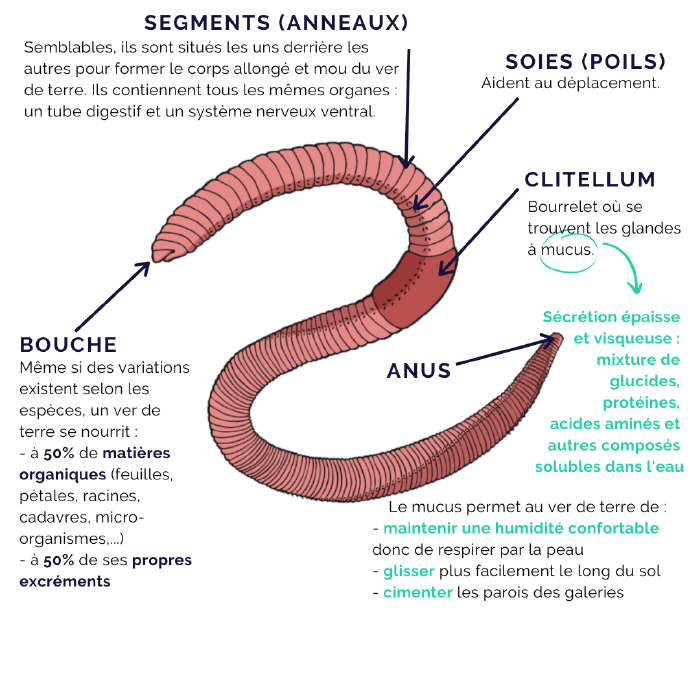 SEGMENTS (ANNEAUX)
Semblables, ils sont situés les uns derrière les
autres pour former le corps allongé et mou du ver
de terre. Ils contiennent tous les mêmes organes :
un tube digestif et un système nerveux ventral.
SOIES (POILS)
Aident au déplacement.
CLITELLUM
Bourrelet où se
trouvent les glandes
à mucus.
Sécrétion épaisse
et visqueuse :
mixture de
glucides,
protéines,
acides aminés et
autres composés
solubles dans l'eau
BOUCHE
Même si des variations
existent selon les
espèces, un ver de
terre se nourrit :
- à 50% de matières
organiques (feuilles,
pétales, racines,
cadavres, micro-
organismes,...)
- à 50% de ses propres
excréments
ANUS
Le mucus permet au ver de terre de :
- maintenir une humidité confortable
donc de respirer par la peau
- glisser plus facilement le long du sol
- cimenter les parois des galeries